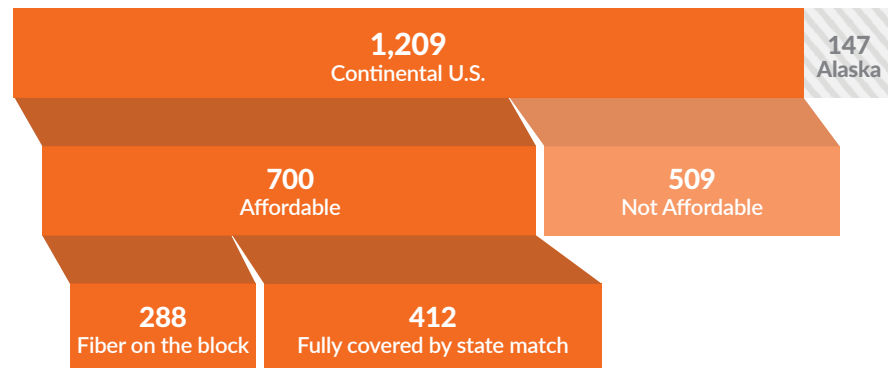 1,209
Continental U.S.
147
Alaska
700
Affordable
509
Not Affordable
288
Fiber on the block
412
Fully covered by state match